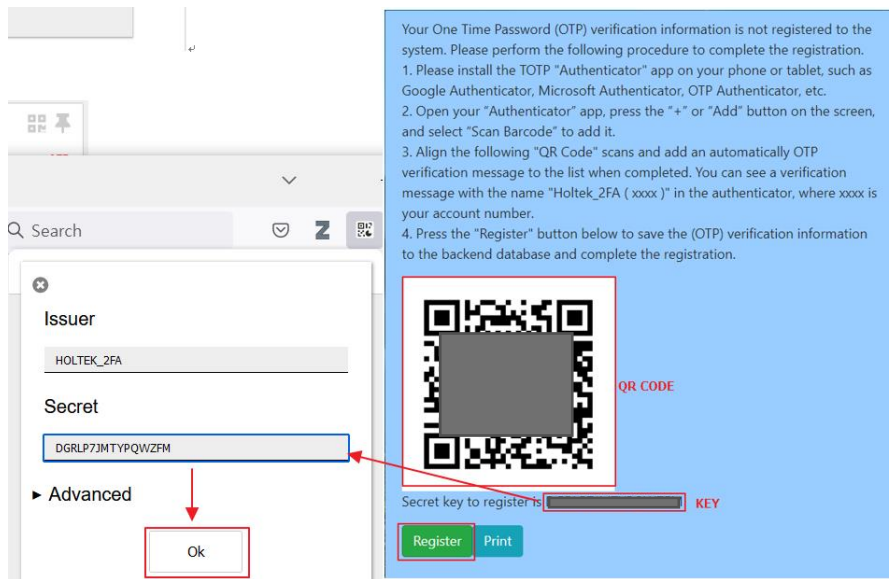 Search
Issuer
HOLTEK_2FA
Secret
DGRLP7JMTYPQWZFM
Advanced
Ok
Your One Time Password (OTP) verification information is not registered to the
system. Please perform the following procedure to complete the registration.
1. Please install the TOTP "Authenticator" app on your phone or tablet, such as
Google Authenticator, Microsoft Authenticator, OTP Authenticator, etc.
2. Open your "Authenticator" app, press the "+" or "Add" button on the screen,
and select "Scan Barcode" to add it.
3. Align the following "QR Code" scans and add an automatically OTP
verification message to the list when completed. You can see a verification
message with the name "Holtek_2FA ( xxxx )" in the authenticator, where xxxx is
your account number.
4. Press the "Register" button below to save the (OTP) verification information
to the backend database and complete the registration.
QR CODE
Secret key to register is
KEY
Register
Print